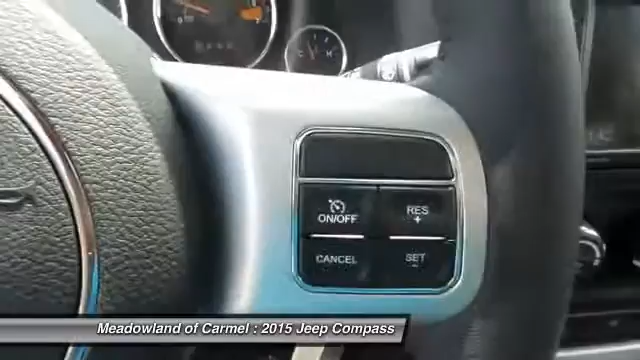 C H
ON/OFF
RES
+
CANCEL
SET
-
Meadowland of Carmel : 2015 Jeep Compass